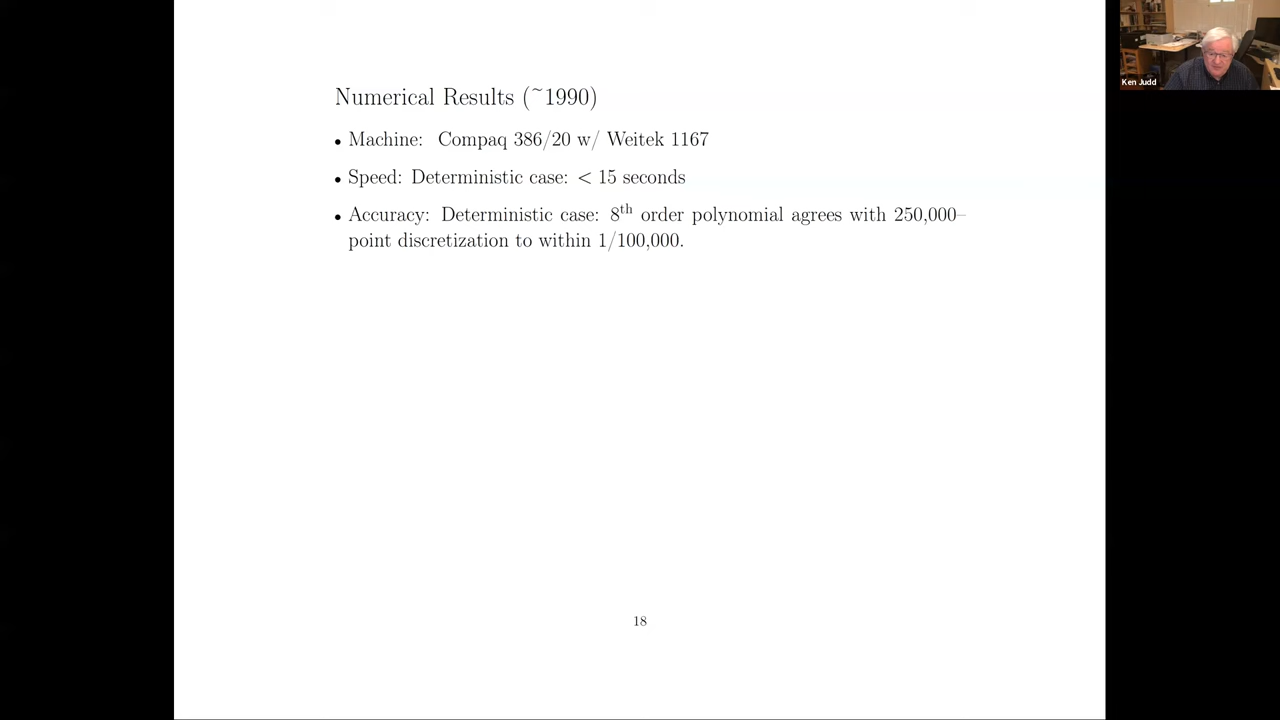 Numerical Results (~1990)
• Machine: Compaq 386/20 w/ Weitek 1167
• Speed: Deterministic case: < 15 seconds
• Accuracy: Deterministic case: 8th order polynomial agrees with 250,000–
point discretization to within 1/100,000.
18
Ken Judd